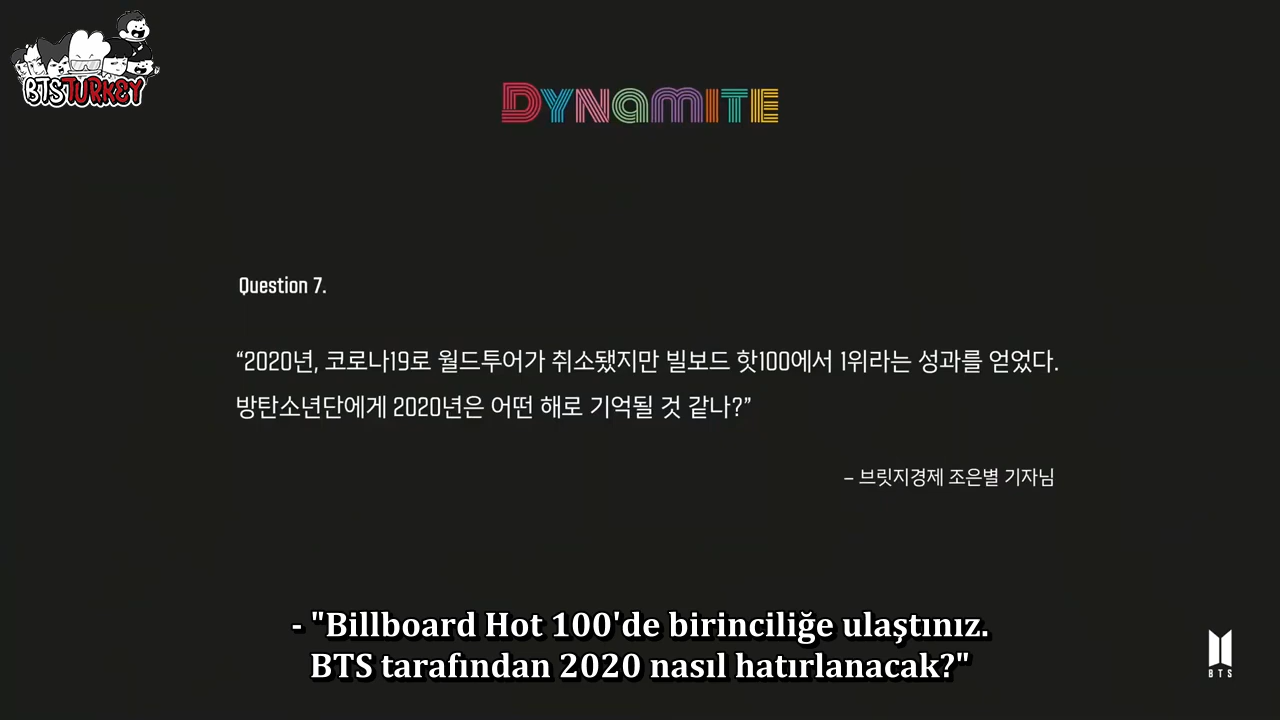 BTSTURKEY
DYNAMITE
Question 7.
“2020년, 코로나19로 월드투어가 취소됐지만 빌보드 핫100에서 1위라는 성과를 얻었다.
방탄소년단에게 2020년은 어떤 해로 기억될 것 같나?”
– 브릿지경제 조은별 기자님
- "Billboard Hot 100'de birinciliğe ulaştınız.
BTS tarafından 2020 nasıl hatırlanacak?"
BTS